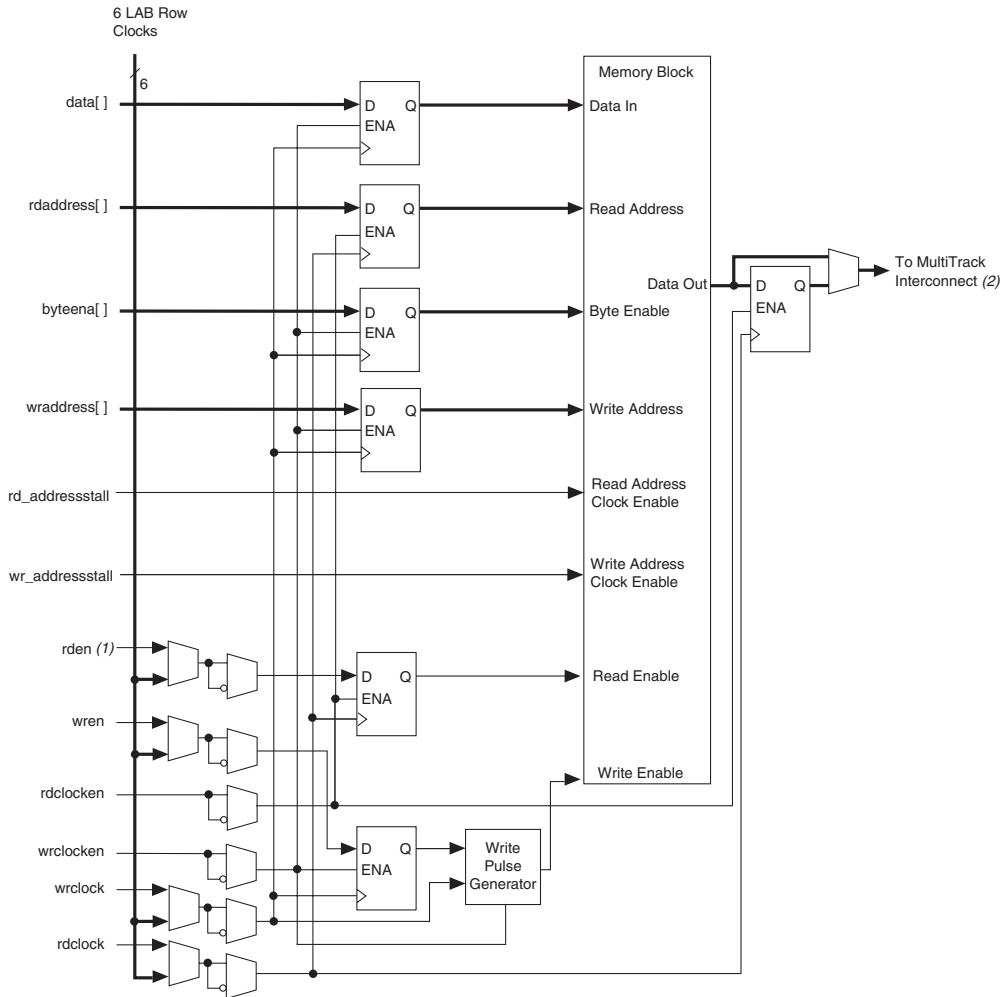 6 LAB Row
Clocks
6
Memory Block
data[ ]
D Q
ENA
Data In
rdaddress[ ]
D Q
ENA
Read Address
To MultiTrack
Interconnect (2)
Data Out
D Q
ENA
byteena[ ]
D Q
ENA
Byte Enable
wraddress[ ]
D Q
ENA
Write Address
rd_addressstall
Read Address
Clock Enable
wr_addressstall
Write Address
Clock Enable
rden (1)
D Q
ENA
Read Enable
wren
Write Enable
rdclocken
wrclocken
D Q
ENA
Write
Pulse
Generator
wrclock
rdclock